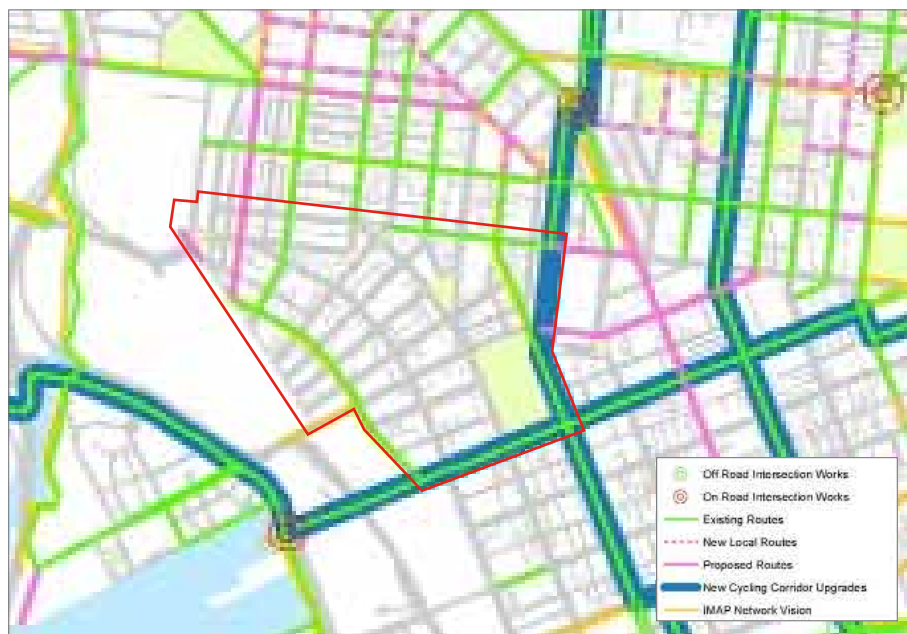 Off Road Intersection Works
On Road Intersection Works
Existing Routes
New Local Routes
Proposed Routes
New Cycling Corridor Upgrades
IMAP Network Vision